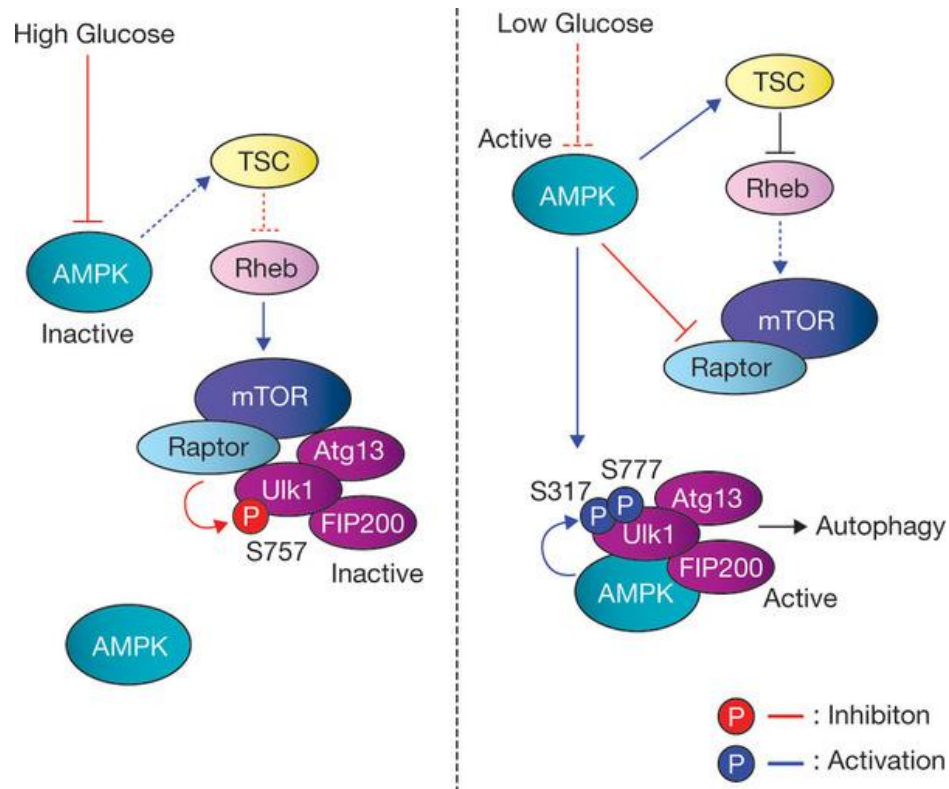 High Glucose
TSC
AMPK
Rheb
Inactive
mTOR
Raptor
Atg13
Ulk1
P
FIP200
S757
Inactive
AMPK
Low Glucose
TSC
Active
AMPK
Rheb
mTOR
Raptor
S777
S317
P
P
Atg13
Ulk1
Autophagy
FIP200
AMPK
Active
P : Inhibiton
P : Activation